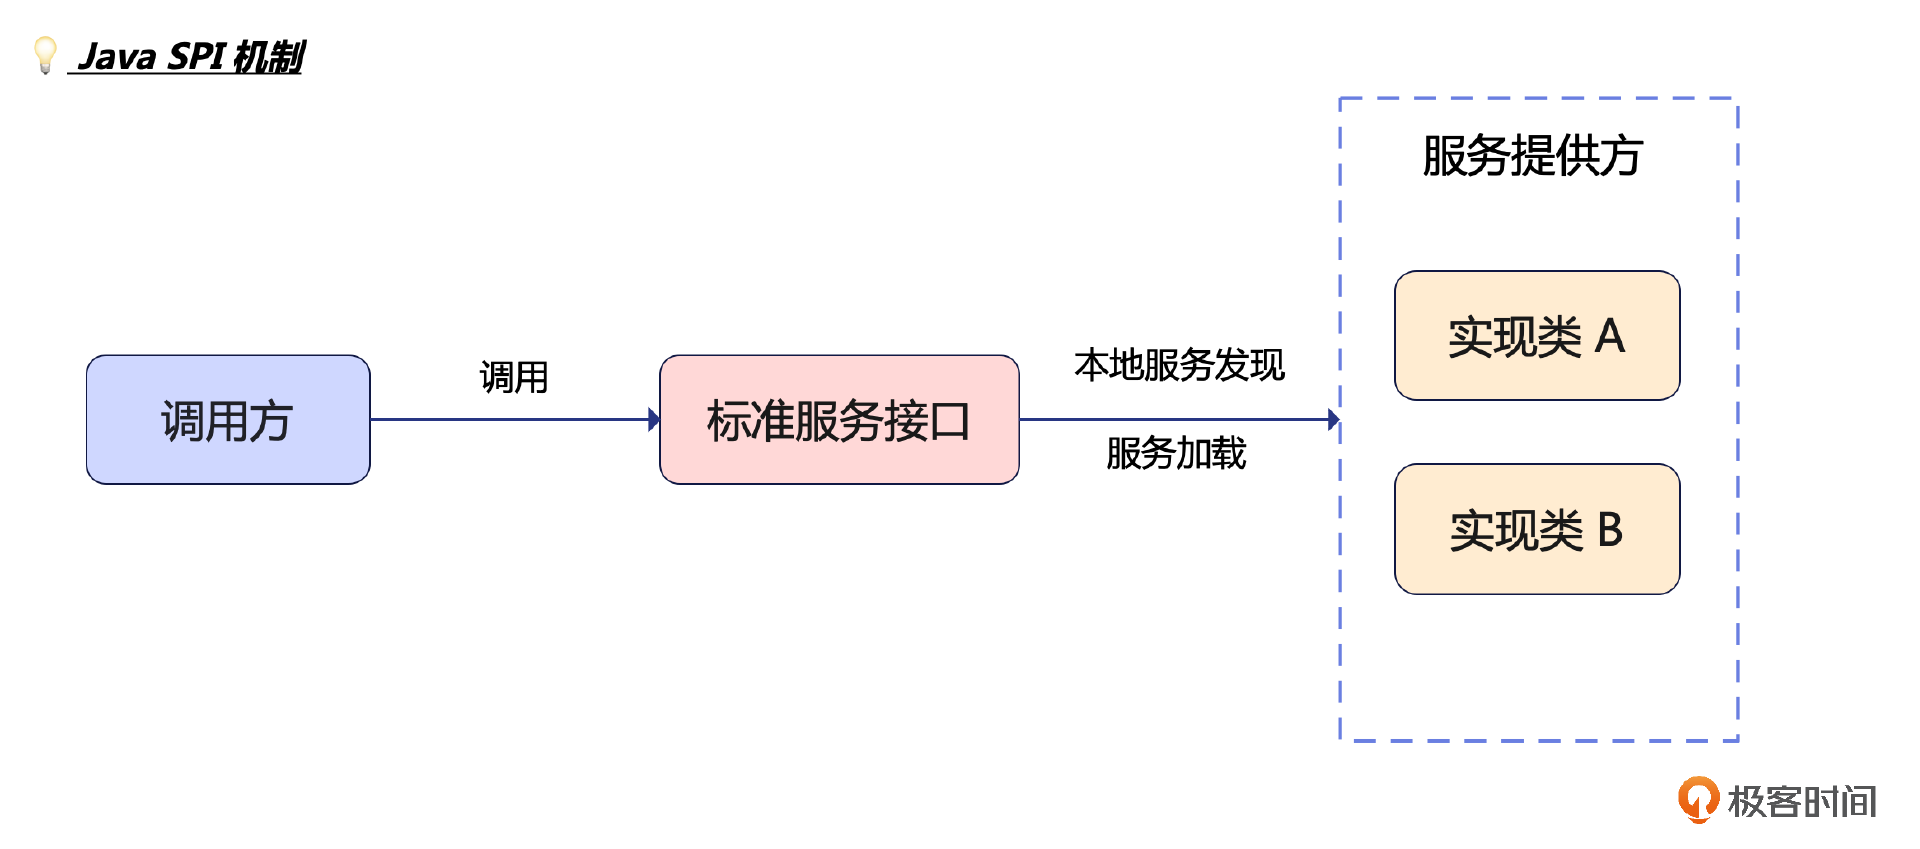 Java SPI 机制
服务提供方
实现类 A
调用
本地服务发现
调用方
标准服务接口
服务加载
实现类 B
极客时间